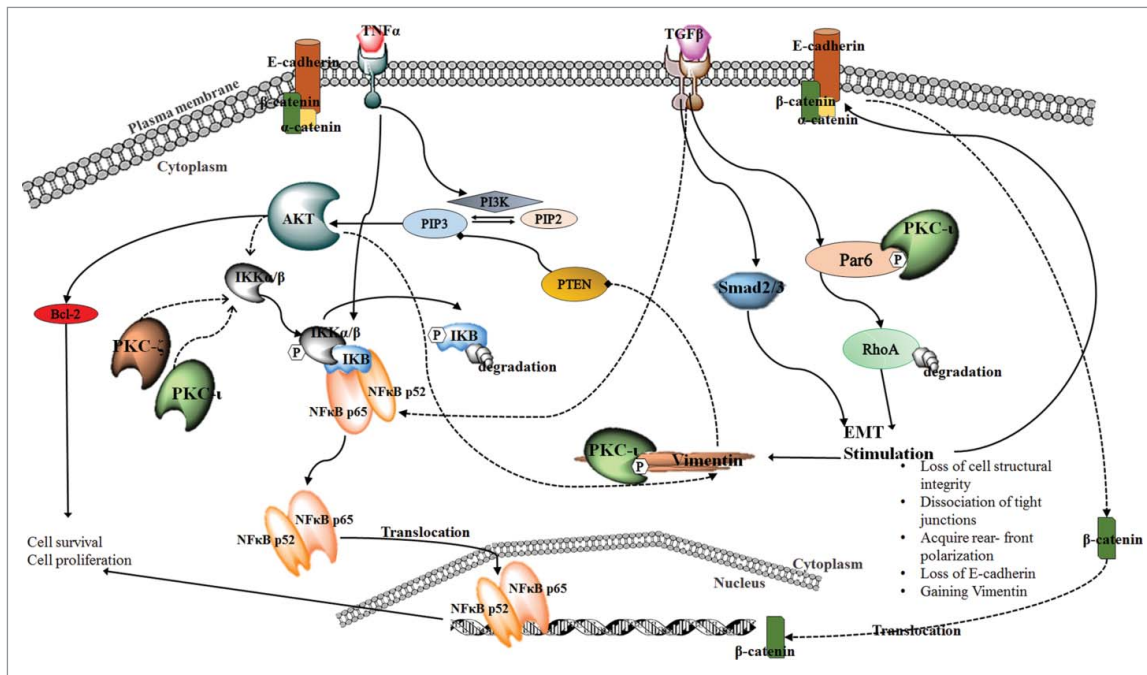 TNFα
TGFβ
E-cadherin
E-cadherin
β-catenin
α-catenin
β-catenin
α-catenin
Plasma membrane
Cytoplasm
PI3K
AKT
PIP3
PIP2
PKC-ι
Par6
P
IKKα/β
PTEN
Smad2/3
Bcl-2
IKKα/β
P
IKB
P
IKB
degradation
RhoA
degradation
PKC-ζ
PKC-ι
NFκB p52
NFκB p65
EMT
Stimulation
PKC-ι
P
Vimentin
• Loss of cell structural
integrity
• Dissociation of tight
junctions
• Acquire rear- front
polarization
• Loss of E-cadherin
• Gaining Vimentin
NFκB p65
NFκB p52
Translocation
Cell survival
Cell proliferation
β-catenin
Cytoplasm
Nucleus
NFκB p65
NFκB p52
Translocation
β-catenin